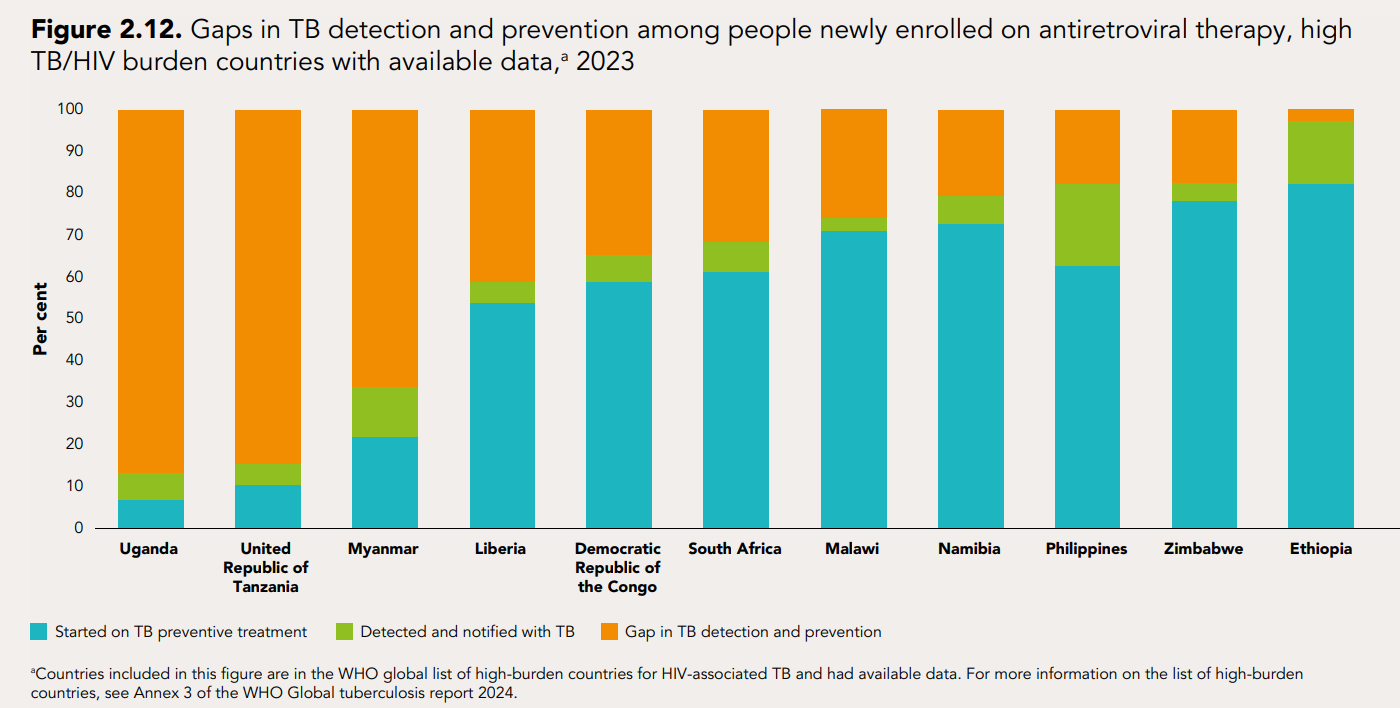 Figure 2.12. Gaps in TB detection and prevention among people newly enrolled on antiretroviral therapy, high
TB/HIV burden countries with available data,ᵃ 2023
100
90
80
70
60
50
40
30
20
10
0
Per cent
Uganda
United
Republic of
Tanzania
Myanmar
Liberia
Democratic
Republic of
the Congo
South Africa
Malawi
Namibia
Philippines
Zimbabwe
Ethiopia
Started on TB preventive treatment
Detected and notified with TB
Gap in TB detection and prevention
ᵃCountries included in this figure are in the WHO global list of high-burden countries for HIV-associated TB and had available data. For more information on the list of high-burden
countries, see Annex 3 of the WHO Global tuberculosis report 2024.